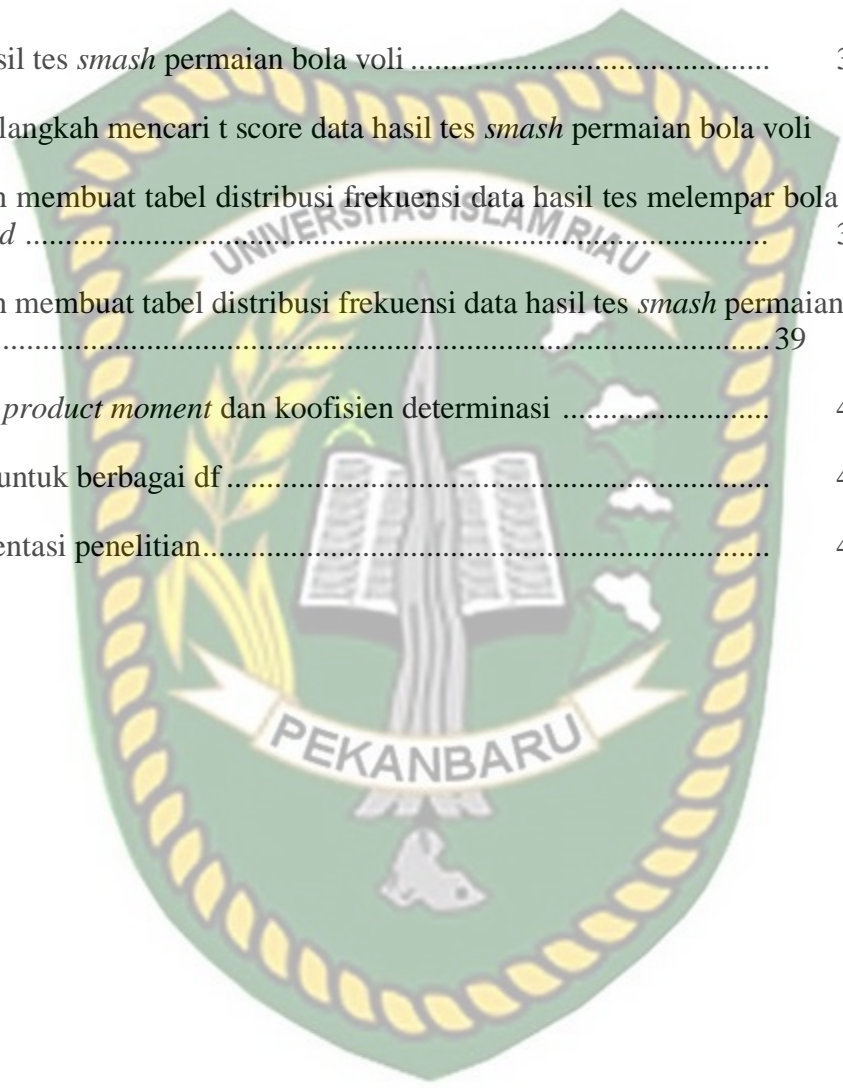 sil tes smash permaian bola voli ........................................... 3
langkah mencari t score data hasil tes smash permaian bola voli
n membuat tabel distribusi frekuensi data hasil tes melempar bola
d ........................................................................................... 3
n membuat tabel distribusi frekuensi data hasil tes smash permaian
.............................................................................................. 39
product moment dan koofisien determinasi ......................... 4
untuk berbagai df .................................................................. 4
entasi penelitian..................................................................... 4
UNIVERSITAS ISLAM RIAU
PEKANBARU